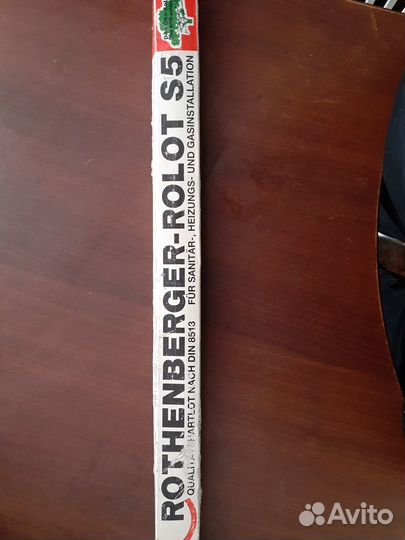 ROTHENBERGER-ROLOT S5
HARTLOT NACH DIN 8513 FÜR SANITÄR-, HEIZUNGS- UND GASINSTALLATION
Avito